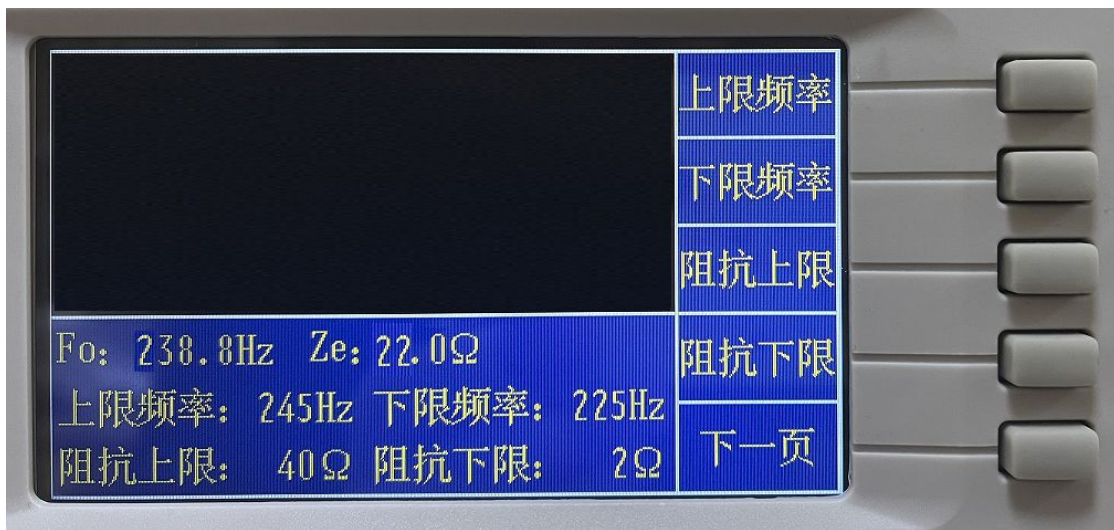 上限频率
下限频率
阻抗上限
阻抗下限
下一页
Fo: 238.8Hz Ze: 22.0Ω
上限频率: 245Hz 下限频率: 225Hz
阻抗上限: 40Ω 阻抗下限: 2Ω